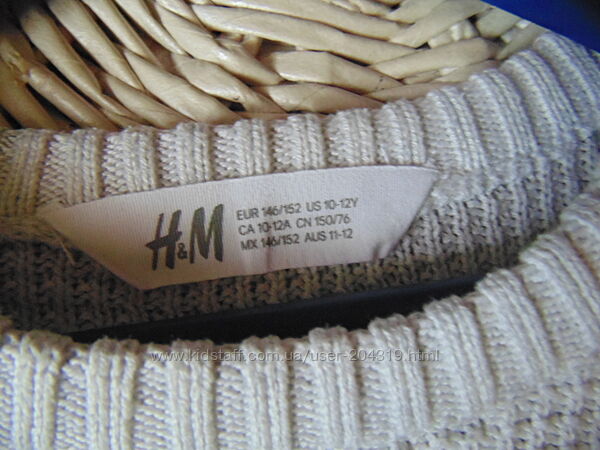 H&M
EUR 146/152 US 10-12Y
CA 10-12A CN 150/76
MX 146/152 AUS 11-12
www.kidstaff.com.ua/user-204319.html